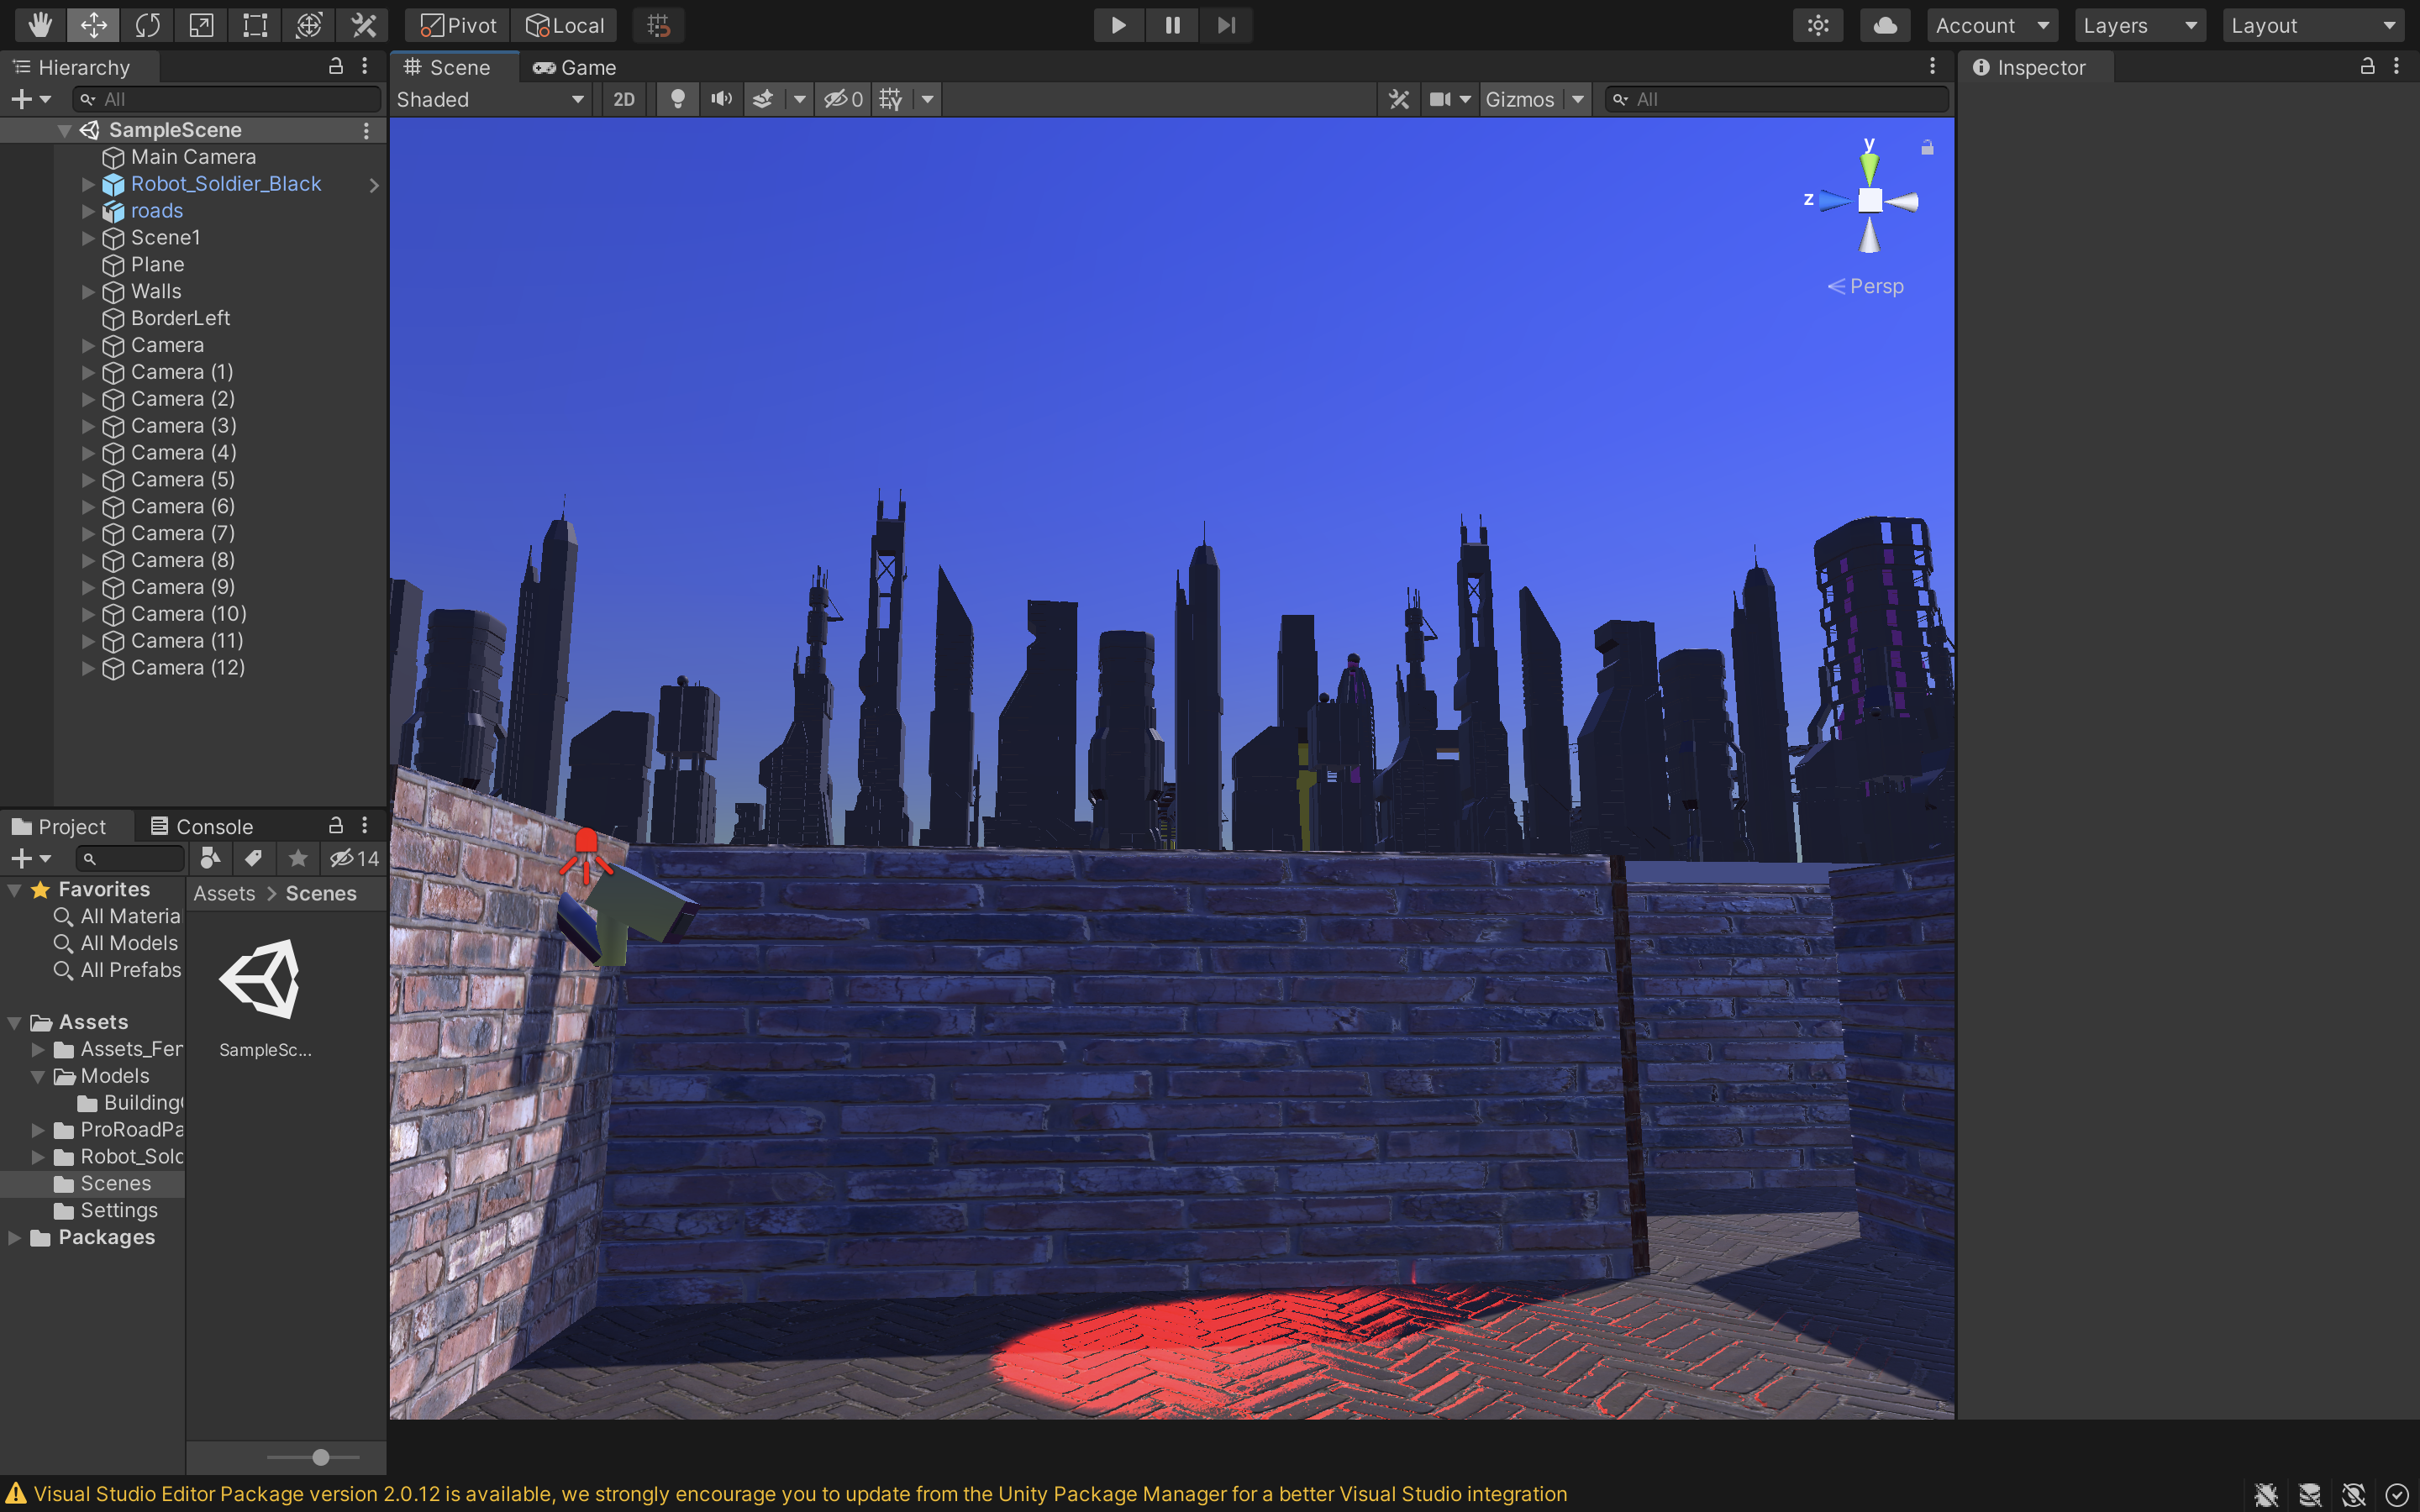 Pivot
Local
Account
Layers
Layout
Hierarchy
All
SampleScene
Main Camera
Robot_Soldier_Black
roads
Scene1
Plane
Walls
BorderLeft
Camera
Camera (1)
Camera (2)
Camera (3)
Camera (4)
Camera (5)
Camera (6)
Camera (7)
Camera (8)
Camera (9)
Camera (10)
Camera (11)
Camera (12)
Scene
Game
Shaded
2D
0
Gizmos
All
y
z
Persp
Inspector
Project
Console
14
Favorites
All Materia
All Models
All Prefabs
Assets
Assets_Fer
Models
Building
ProRoadPa
Robot_Sold
Scenes
Settings
Packages
Assets > Scenes
SampleSc...
Visual Studio Editor Package version 2.0.12 is available, we strongly encourage you to update from the Unity Package Manager for a better Visual Studio integration